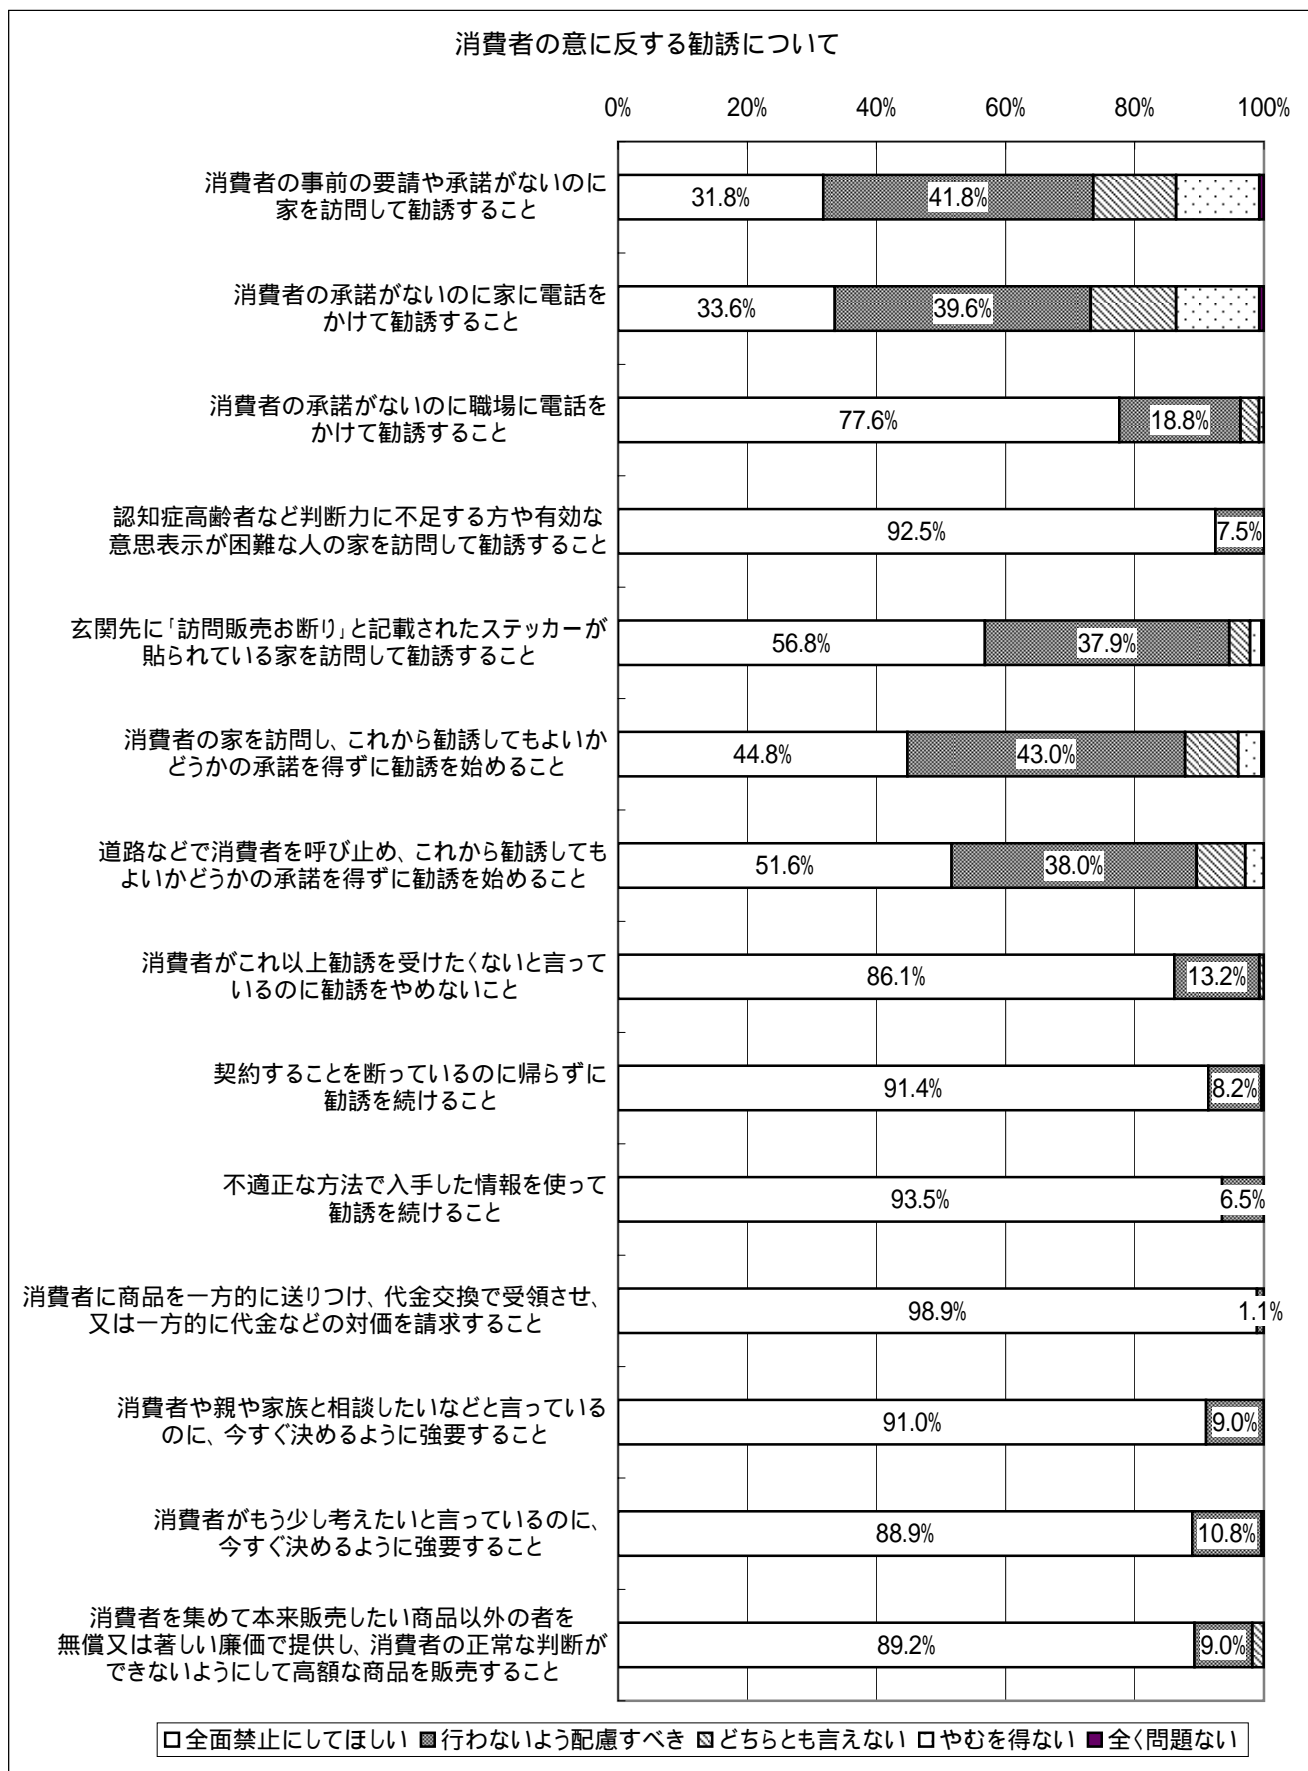 消費者の意に反する勧誘について
0% 20% 40% 60% 80% 100%
消費者の事前の要請や承諾がないのに
家を訪問して勧誘すること
31.8% 41.8%
消費者の承諾がないのに家に電話を
かけて勧誘すること
33.6% 39.6%
消費者の承諾がないのに職場に電話を
かけて勧誘すること
77.6% 18.8%
認知症高齢者など判断力に不足する方や有効な
意思表示が困難な人の家を訪問して勧誘すること
92.5% 7.5%
玄関先に「訪問販売お断り」と記載されたステッカーが
貼られている家を訪問して勧誘すること
56.8% 37.9%
消費者の家を訪問し、これから勧誘してもよいか
どうかの承諾を得ずに勧誘を始めること
44.8% 43.0%
道路などで消費者を呼び止め、これから勧誘しても
よいかどうかの承諾を得ずに勧誘を始めること
51.6% 38.0%
消費者がこれ以上勧誘を受けたくないと言って
いるのに勧誘をやめないこと
86.1% 13.2%
契約することを断っているのに帰らずに
勧誘を続けること
91.4% 8.2%
不適正な方法で入手した情報を使って
勧誘を続けること
93.5% 6.5%
消費者に商品を一方的に送りつけ、代金交換で受領させ、
又は一方的に代金などの対価を請求すること
98.9% 1.1%
消費者や親や家族と相談したいなどと言っている
のに、今すぐ決めるように強要すること
91.0% 9.0%
消費者がもう少し考えたいと言っているのに、
今すぐ決めるように強要すること
88.9% 10.8%
消費者を集めて本来販売したい商品以外の者を
無償又は著しい廉価で提供し、消費者の正常な判断が
できないようにして高額な商品を販売すること
89.2% 9.0%
全面禁止にしてほしい 行わないよう配慮すべき どちらとも言えない やむを得ない 全く問題ない